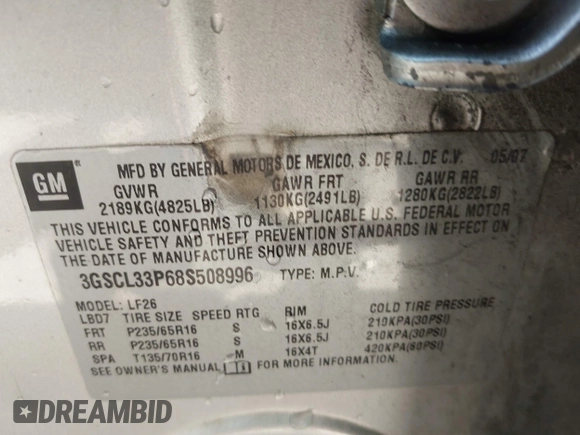 GM
MFD BY GENERAL MOTORS DE MEXICO, S. DE R.L. DE C.V. 05/07
GVWR GAWR FRT GAWR RR
2189KG(4825LB) 1130KG(2491LB) 1280KG(2822LB)
THIS VEHICLE CONFORMS TO ALL APPLICABLE U.S. FEDERAL MOTOR
VEHICLE SAFETY AND THEFT PREVENTION STANDARDS IN EFFECT ON
THE DATE OF MANUFACTURE SHOWN ABOVE.
3GSCL33P68S508996 TYPE: M.P.V.
MODEL: LF26
LBD7 TIRE SIZE SPEED RTG RIM COLD TIRE PRESSURE
FRT P235/65R16 S 16X6.5J 210KPA(30PSI)
RR P235/65R16 S 16X6.5J 210KPA(30PSI)
SPA T135/70R16 M 16X4T 420KPA(60PSI)
SEE OWNER'S MANUAL FOR MORE INFORMATION.
DREAMBID